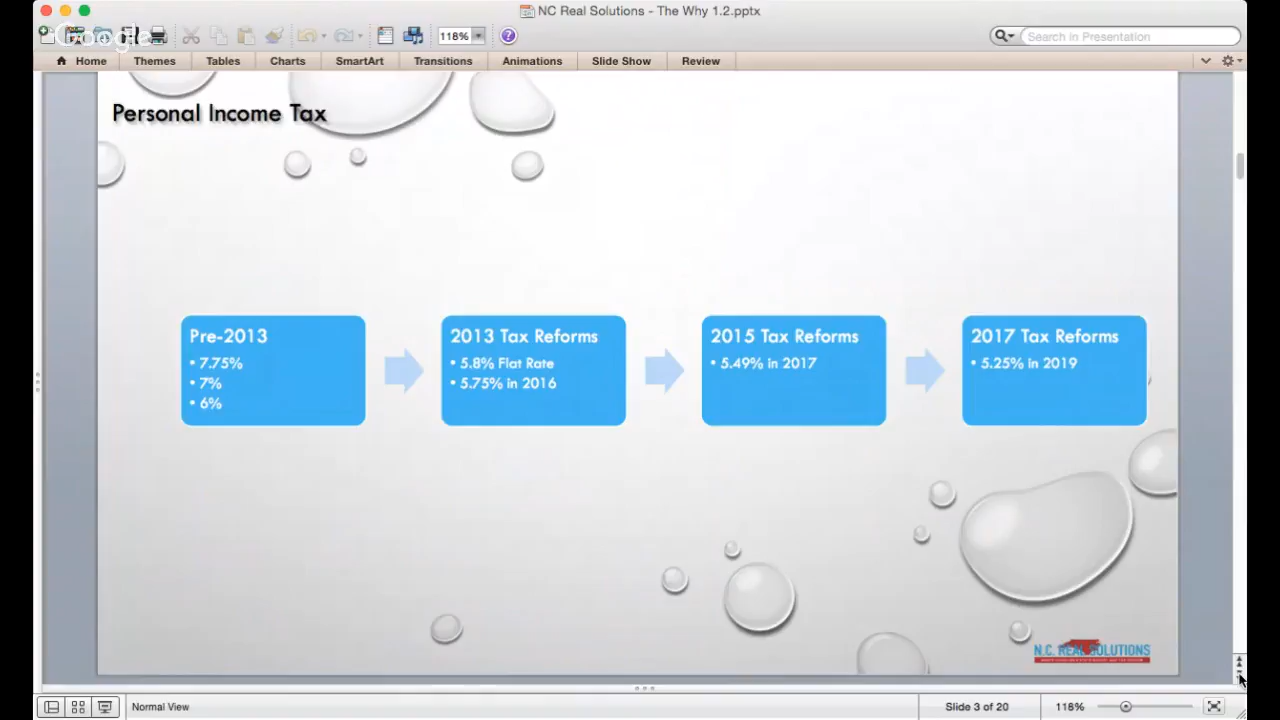 NC Real Solutions - The Why 1.2.pptx
Google
118%
Search in Presentation
Home
Themes
Tables
Charts
SmartArt
Transitions
Animations
Slide Show
Review
Personal Income Tax
Pre-2013
• 7.75%
• 7%
• 6%
2013 Tax Reforms
• 5.8% Flat Rate
• 5.75% in 2016
2015 Tax Reforms
• 5.49% in 2017
2017 Tax Reforms
• 5.25% in 2019
N.C. REAL SOLUTIONS
Normal View
Slide 3 of 20
118%